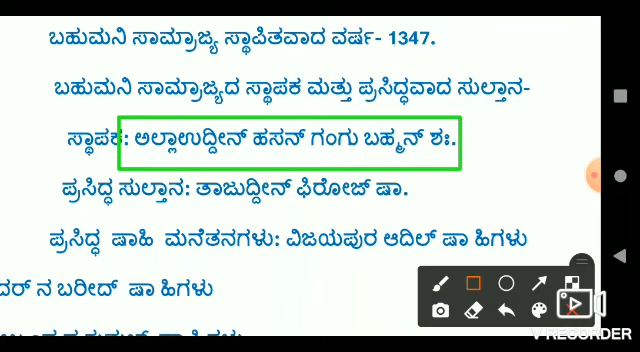 ಬಹುಮನಿ ಸಾಮ್ರಾಜ್ಯ ಸ್ಥಾಪಿತವಾದ ವರ್ಷ- 1347.
ಬಹುಮನಿ ಸಾಮ್ರಾಜ್ಯದ ಸ್ಥಾಪಕ ಮತ್ತು ಪ್ರಸಿದ್ಧವಾದ ಸುಲ್ತಾನ-
ಸ್ಥಾಪಕ: ಅಲ್ಲಾಉದ್ದೀನ್ ಹಸನ್ ಗಂಗು ಬಹ್ಮನ್ ಶಃ.
ಪ್ರಸಿದ್ಧ ಸುಲ್ತಾನ: ತಾಜುದ್ದೀನ್ ಫಿರೋಜ್ ಷಾ.
ಪ್ರಸಿದ್ಧ ಷಾಹಿ ಮನೆತನಗಳು: ವಿಜಯಪುರ ಆದಿಲ್ ಷಾ ಹಿಗಳು
ದರ್ ನ ಬರೀದ್ ಷಾ ಹಿಗಳು
VRECORDER